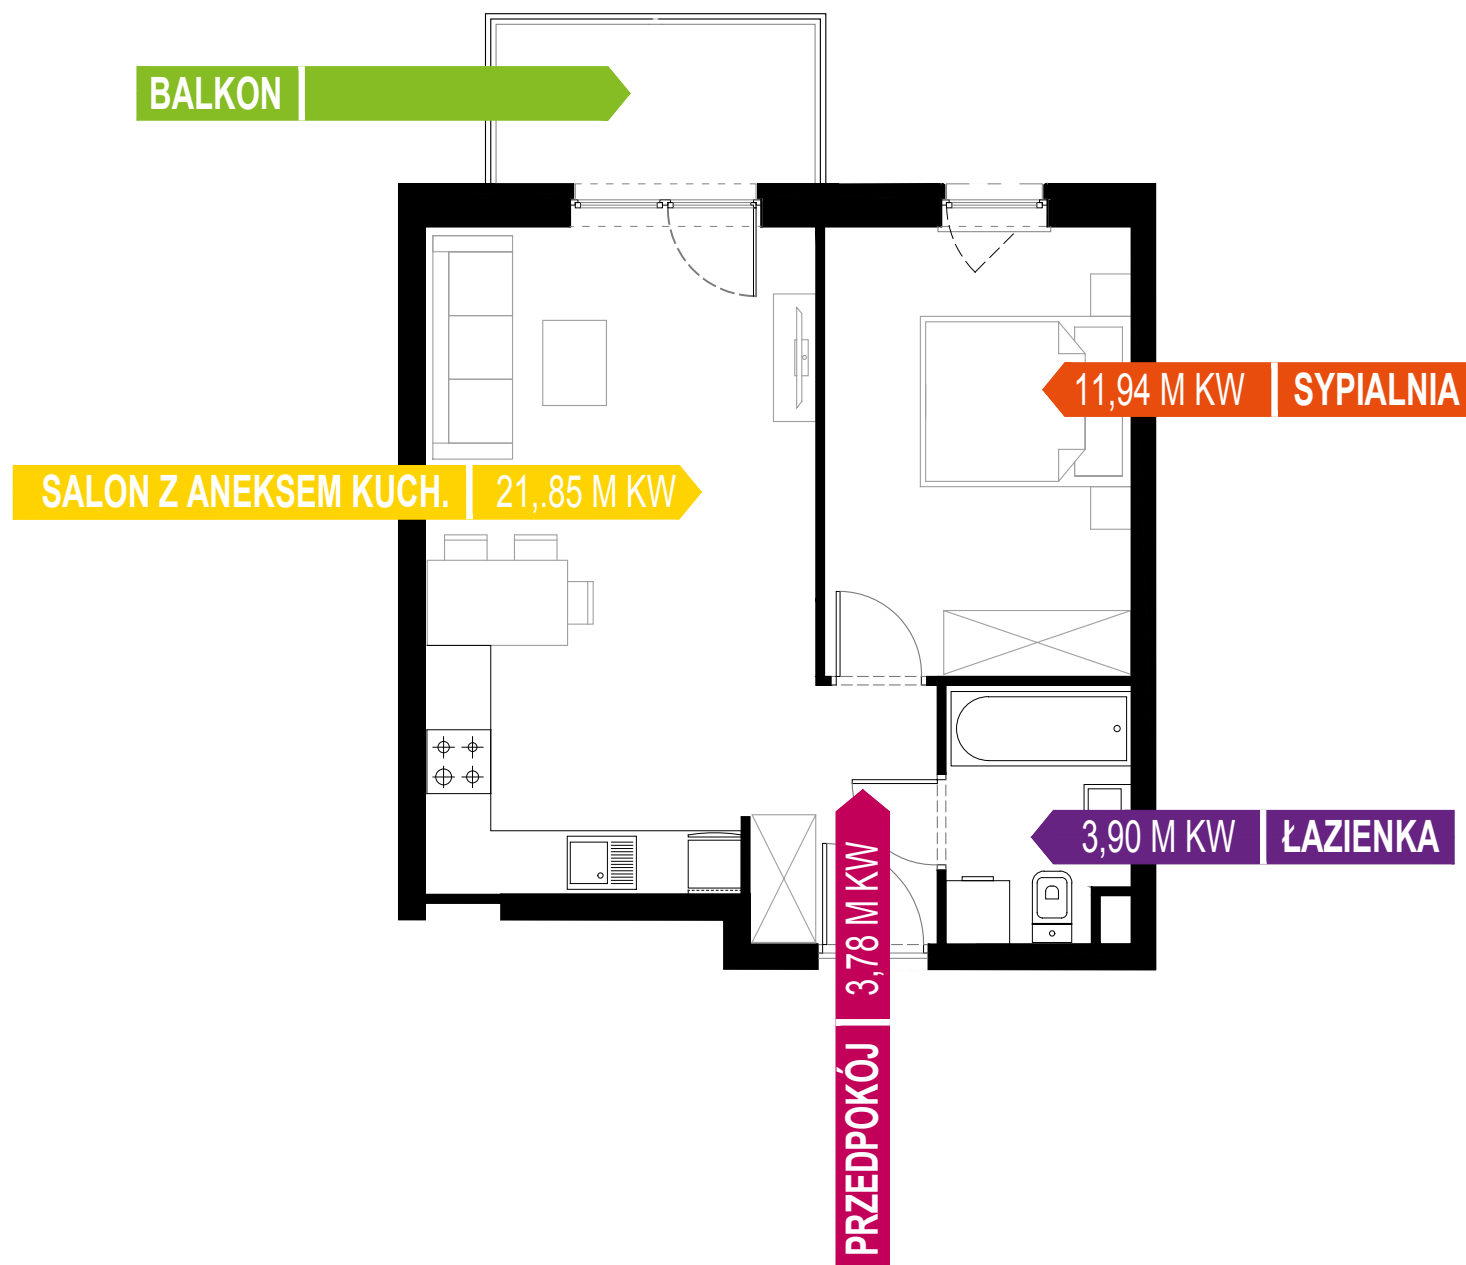 BALKON
11,94 M KW SYPIALNIA
SALON Z ANEKSEM KUCH. 21,.85 M KW
3,90 M KW ŁAZIENKA
PRZEDPOKÓJ 3,78 M KW